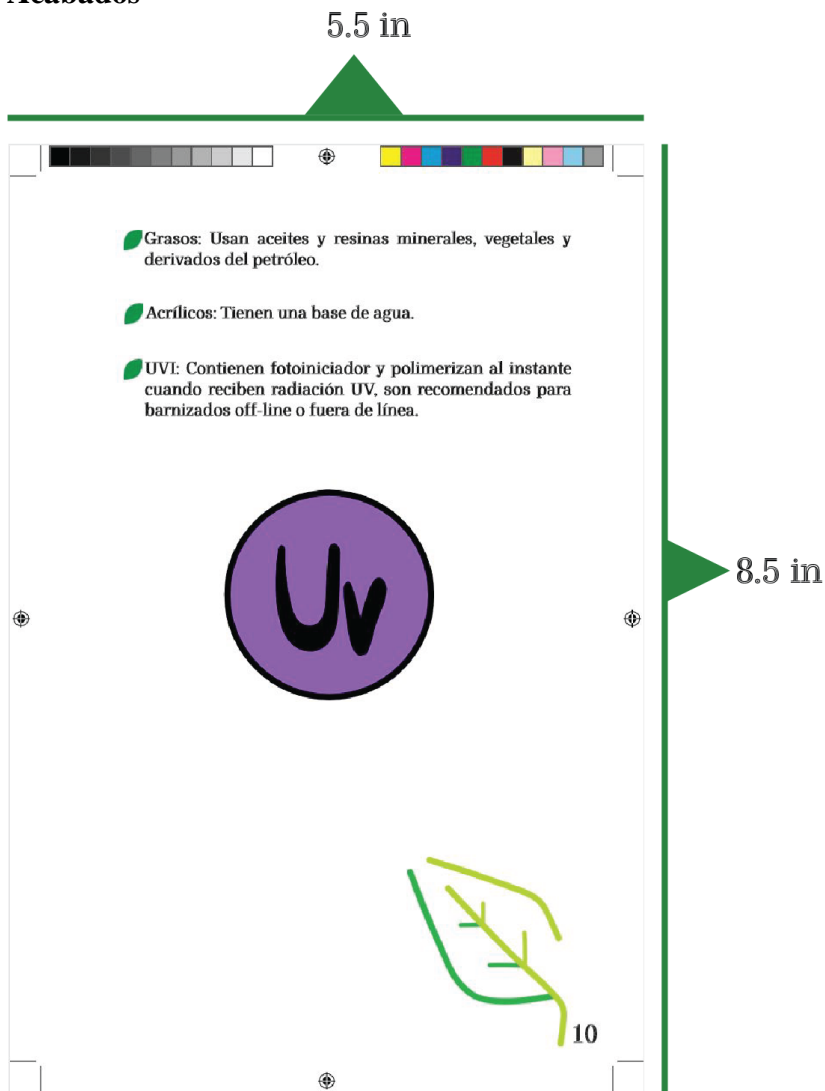 Acabados
5.5 in
Grasos: Usan aceites y resinas minerales, vegetales y
derivados del petróleo.
Acrílicos: Tienen una base de agua.
UVI: Contienen fotoiniciador y polimerizan al instante
cuando reciben radiación UV, son recomendados para
barnizados off-line o fuera de línea.
Uv
8.5 in
10